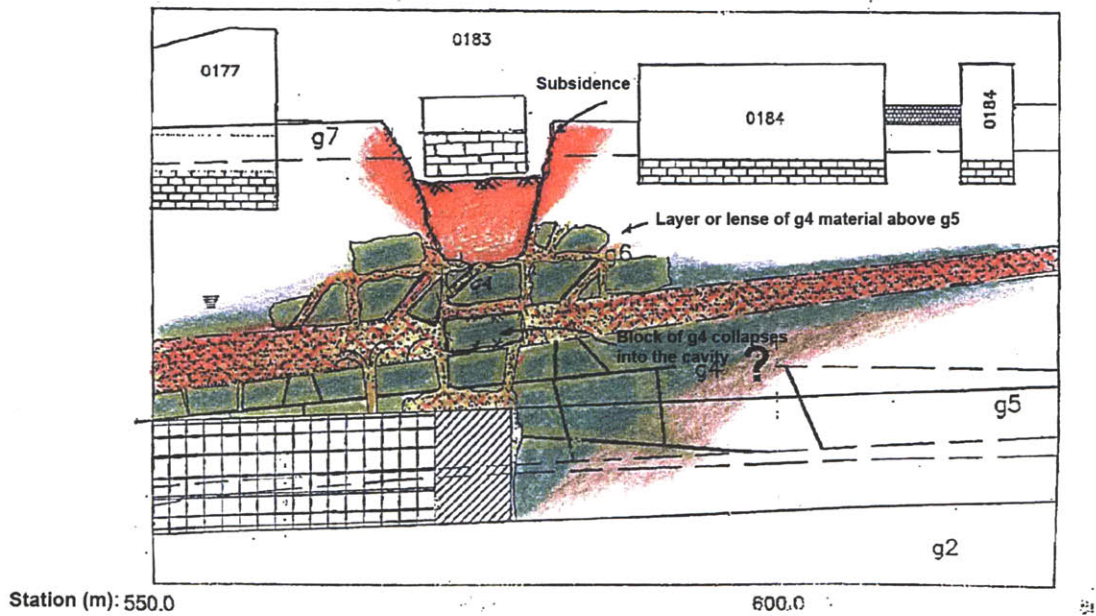 0183
0177
Subsidence
0184
0184
g7
Layer or lense of g4 material above g5
g6
g4
Block of g4 collapses
into the cavity
g4 ?
g5
g2
Station (m): 550.0
600.0